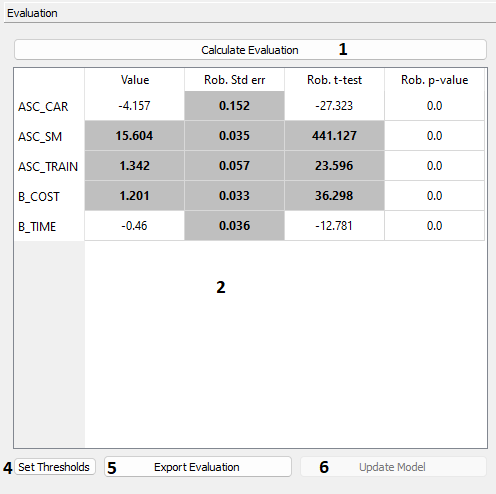 Evaluation
Calculate Evaluation 1
Value Rob. Std err Rob. t-test Rob. p-value
ASC_CAR -4.157 0.152 -27.323 0.0
ASC_SM 15.604 0.035 441.127 0.0
ASC_TRAIN 1.342 0.057 23.596 0.0
B_COST 1.201 0.033 36.298 0.0
B_TIME -0.46 0.036 -12.781 0.0
2
4 Set Thresholds 5 Export Evaluation 6 Update Model